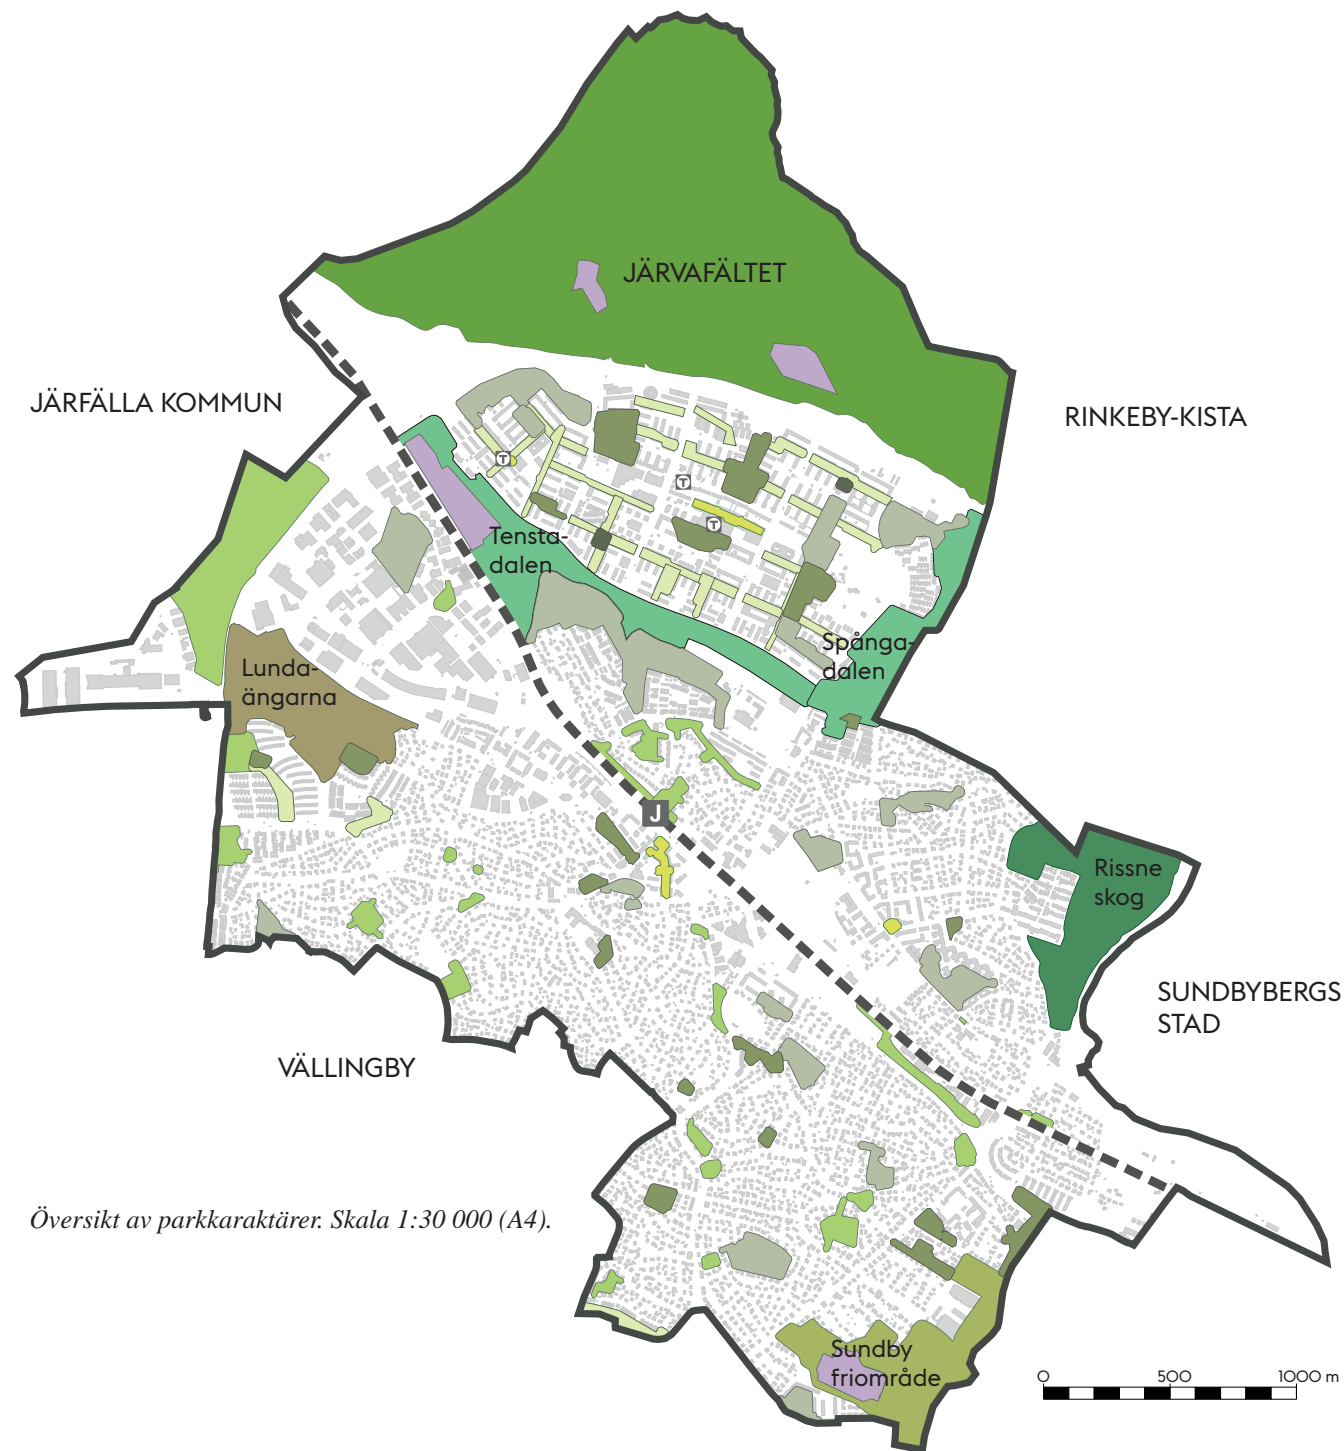 JÄRVAFÄLTET
JÄRFÄLLA KOMMUN
RINKEBY-KISTA
T
T
T
Tensta-
dalen
Spånga-
dalen
Lunda-
ängarna
J
Rissne
skog
SUNDBYBERGS
STAD
VÄLLINGBY
Översikt av parkkaraktärer. Skala 1:30 000 (A4).
Sundby
friområde
0 500 1000 m